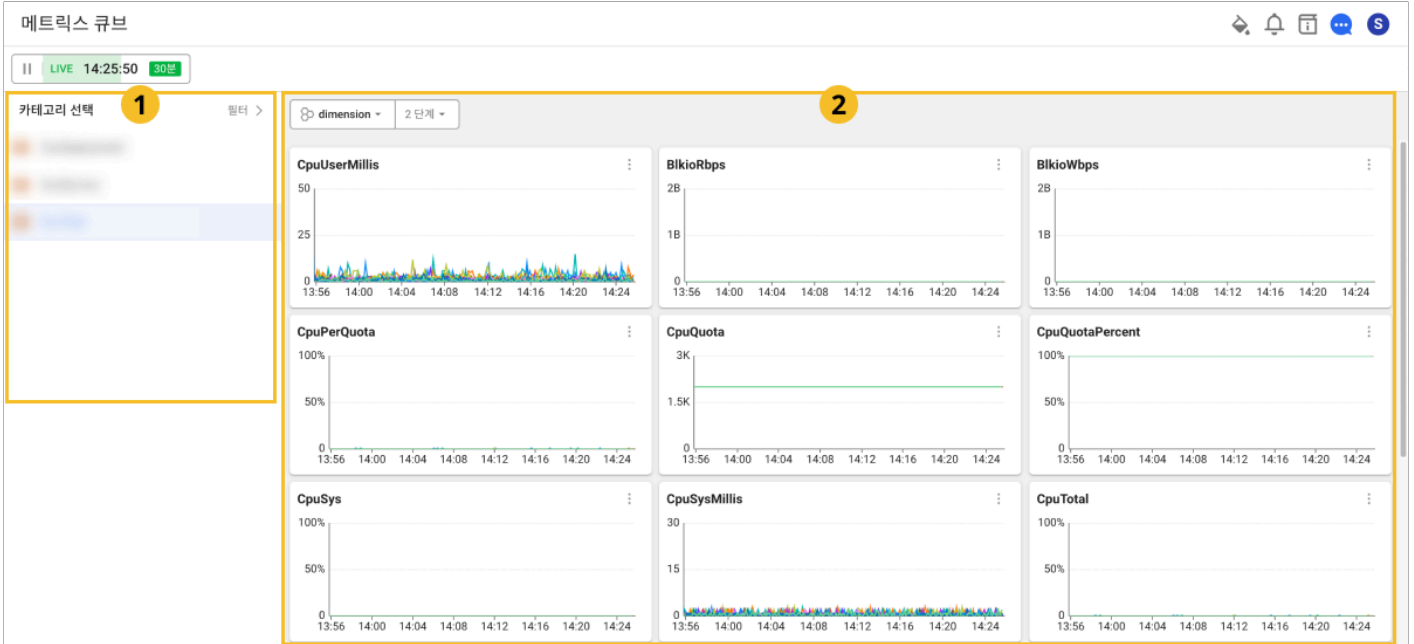 메트릭스 큐브
S
LIVE 14:25:50 30분
카테고리 선택
1
필터
dimension
2 단계
2
CpuUserMillis
50
25
0
13:56 14:00 14:04 14:08 14:12 14:16 14:20 14:24
BlkioRbps
2B
1B
0
13:56 14:00 14:04 14:08 14:12 14:16 14:20 14:24
BlkioWbps
2B
1B
0
13:56 14:00 14:04 14:08 14:12 14:16 14:20 14:24
CpuPerQuota
100%
50%
0
13:56 14:00 14:04 14:08 14:12 14:16 14:20 14:24
CpuQuota
3K
1.5K
0
13:56 14:00 14:04 14:08 14:12 14:16 14:20 14:24
CpuQuotaPercent
100%
50%
0
13:56 14:00 14:04 14:08 14:12 14:16 14:20 14:24
CpuSys
100%
50%
0
13:56 14:00 14:04 14:08 14:12 14:16 14:20 14:24
CpuSysMillis
30
15
0
13:56 14:00 14:04 14:08 14:12 14:16 14:20 14:24
CpuTotal
100%
50%
0
13:56 14:00 14:04 14:08 14:12 14:16 14:20 14:24